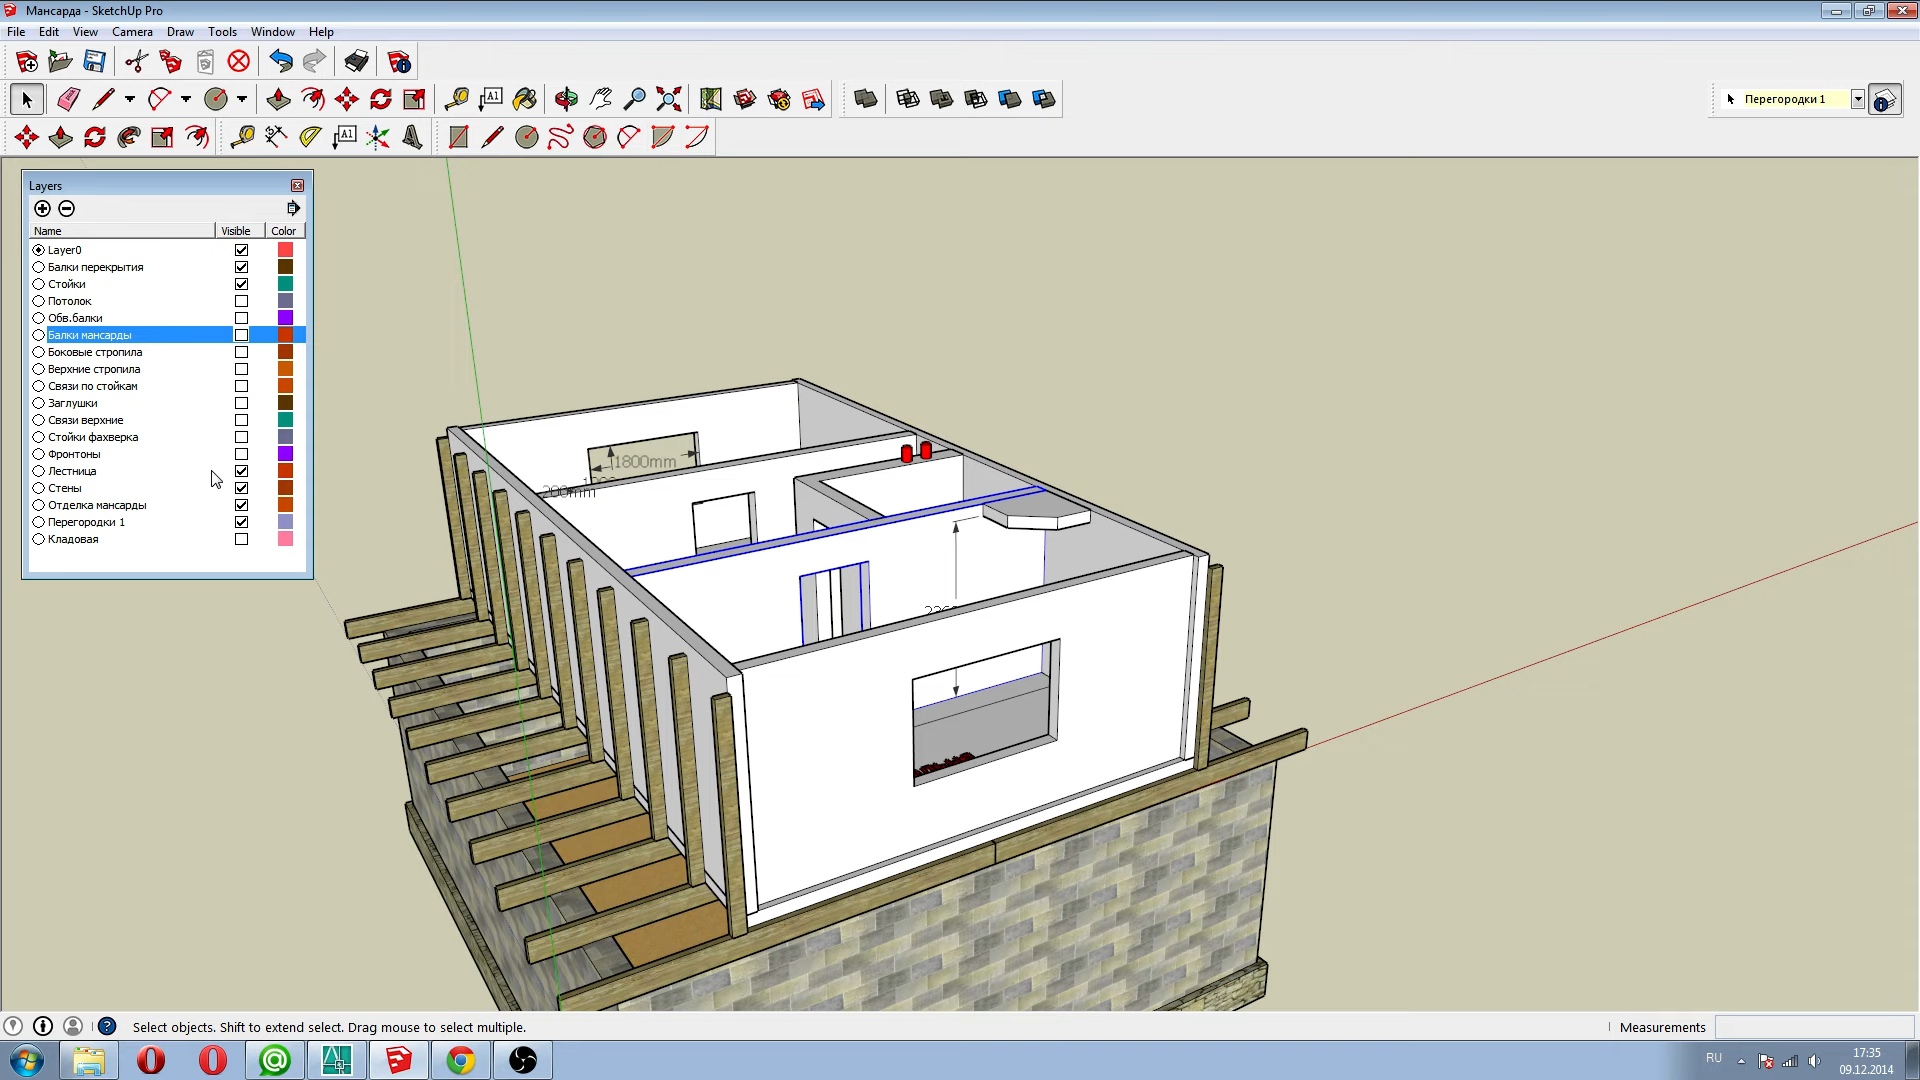 Мансарда - SketchUp Pro
File Edit View Camera Draw Tools Window Help
A1
Перегородки 1
A1
Layers
Name Visible Color
Layer0
Балки перекрытия
Стойки
Потолок
Обв.балки
Балки мансарды
Боковые стропила
Верхние стропила
Связи по стойкам
Заглушки
Связи верхние
Стойки фахверка
Фронтоны
Лестница
Стены
Отделка мансарды
Перегородки 1
Кладовая
1800mm
200mm
Select objects. Shift to extend select. Drag mouse to select multiple.
Measurements
RU
17:35
09.12.2014